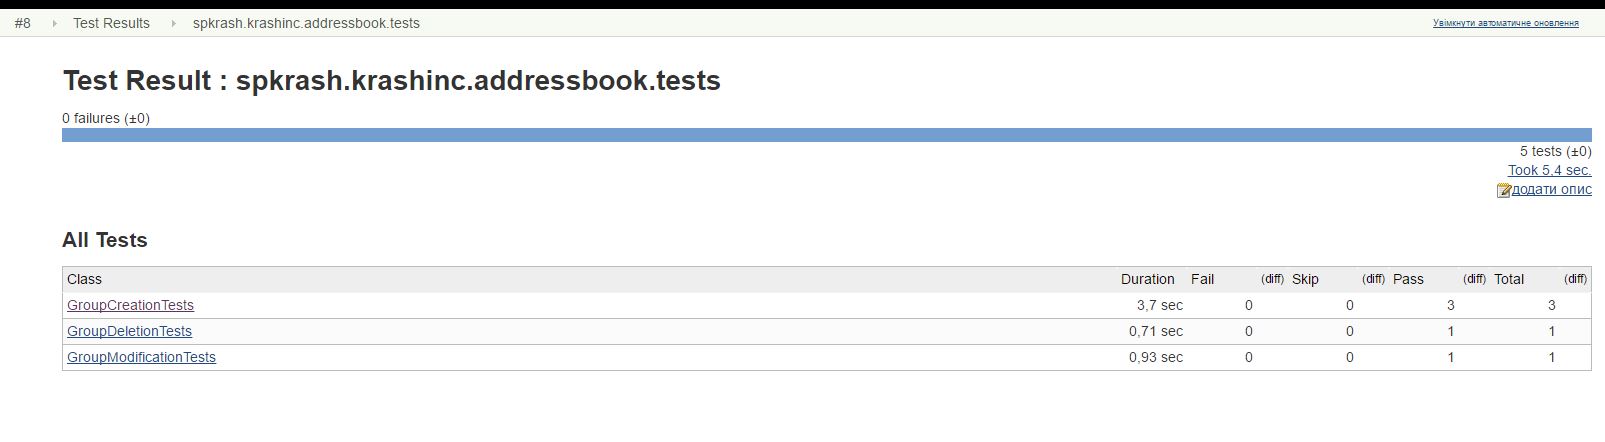 #8 Test Results spkrash.krashinc.addressbook.tests Увімкнути автоматичне оновлення
Test Result : spkrash.krashinc.addressbook.tests
0 failures (±0)
5 tests (±0)
Took 5,4 sec.
додати опис
All Tests
Class Duration Fail (diff) Skip (diff) Pass (diff) Total (diff)
GroupCreationTests 3,7 sec 0 0 3 3
GroupDeletionTests 0,71 sec 0 0 1 1
GroupModificationTests 0,93 sec 0 0 1 1